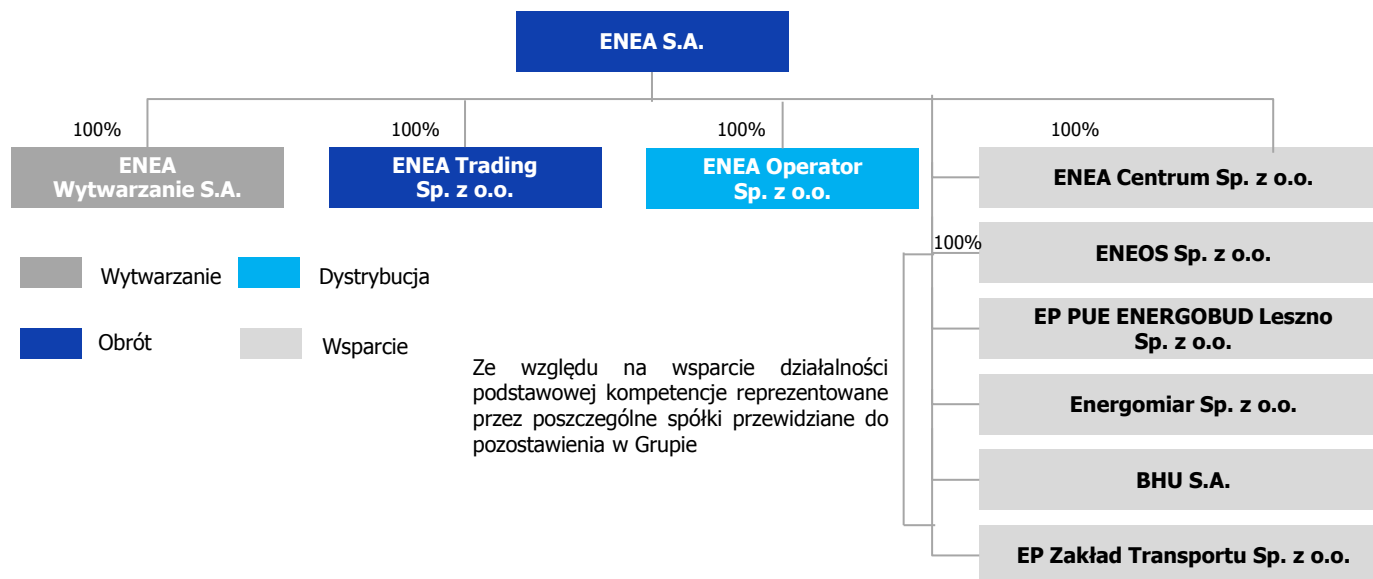 ENEA S.A.
100%
100%
100%
100%
ENEA
Wytwarzanie S.A.
ENEA Trading
Sp. z o.o.
ENEA Operator
Sp. z o.o.
ENEA Centrum Sp. z o.o.
100%
ENEOS Sp. z o.o.
Wytwarzanie
Dystrybucja
EP PUE ENERGOBUD Leszno
Sp. z o.o.
Obrót
Wsparcie
Ze względu na wsparcie działalności
podstawowej kompetencje reprezentowane
przez poszczególne spółki przewidziane do
pozostawienia w Grupie
Energomiar Sp. z o.o.
BHU S.A.
EP Zakład Transportu Sp. z o.o.